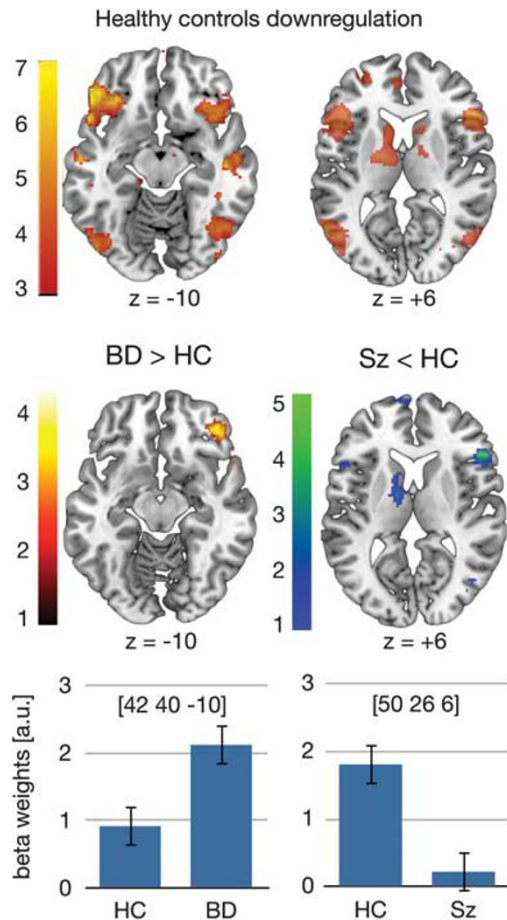 Healthy controls downregulation
7
6
5
4
3
z = -10
z = +6
BD > HC
Sz < HC
4
3
2
1
5
4
3
2
1
z = -10
z = +6
beta weights [a.u.]
3
2
1
0
[42 40 -10]
HC
BD
3
2
1
0
[50 26 6]
HC
Sz